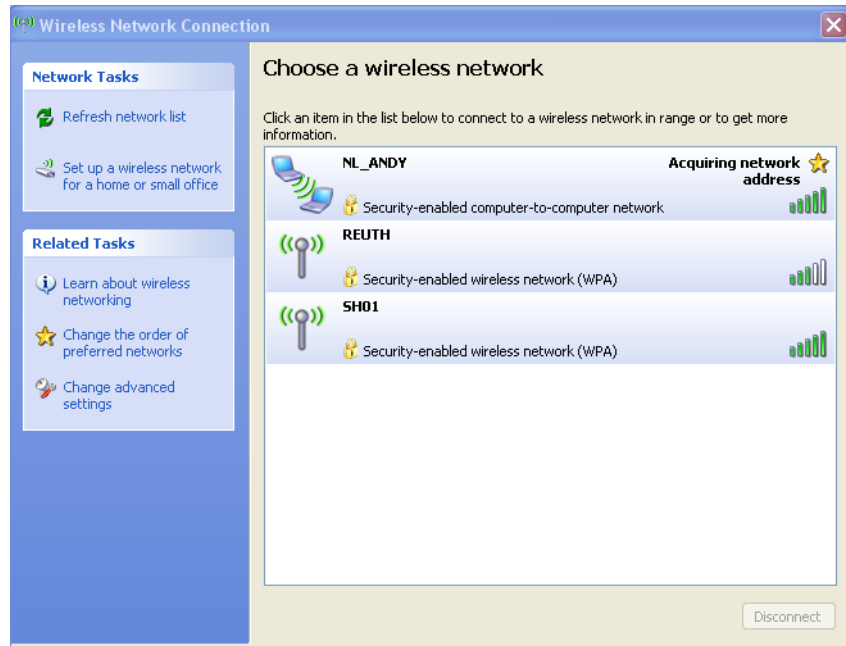 Wireless Network Connection
Network Tasks
Refresh network list
Set up a wireless network
for a home or small office
Related Tasks
Learn about wireless
networking
Change the order of
preferred networks
Change advanced
settings
Choose a wireless network
Click an item in the list below to connect to a wireless network in range or to get more
information.
NL_ANDY
Acquiring network
address
Security-enabled computer-to-computer network
REUTH
Security-enabled wireless network (WPA)
SH01
Security-enabled wireless network (WPA)
Disconnect